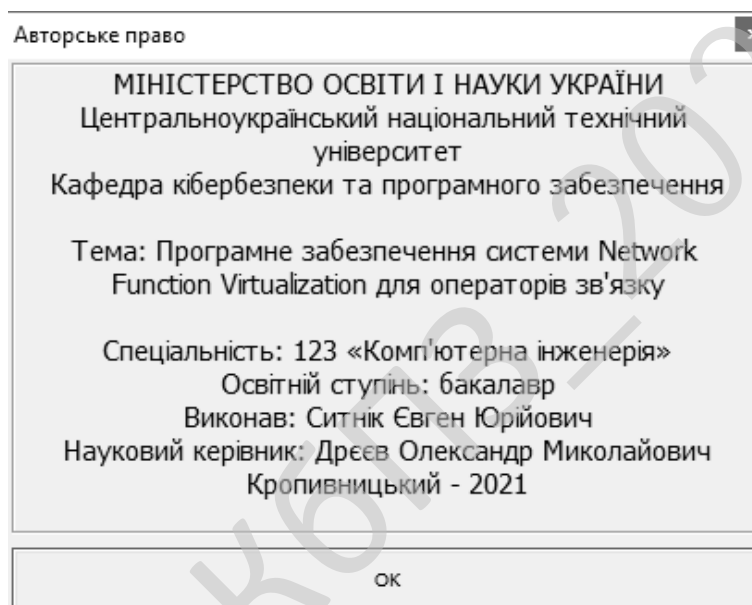 Авторське право
МІНІСТЕРСТВО ОСВІТИ І НАУКИ УКРАЇНИ
Центральноукраїнський національний технічний
університет
Кафедра кібербезпеки та програмного забезпечення
Тема: Програмне забезпечення системи Network
Function Virtualization для операторів зв'язку
Спеціальність: 123 «Комп'ютерна інженерія»
Освітній ступінь: бакалавр
Виконав: Ситнік Євген Юрійович
Науковий керівник: Дрєєв Олександр Миколайович
Кропивницький - 2021
ОК